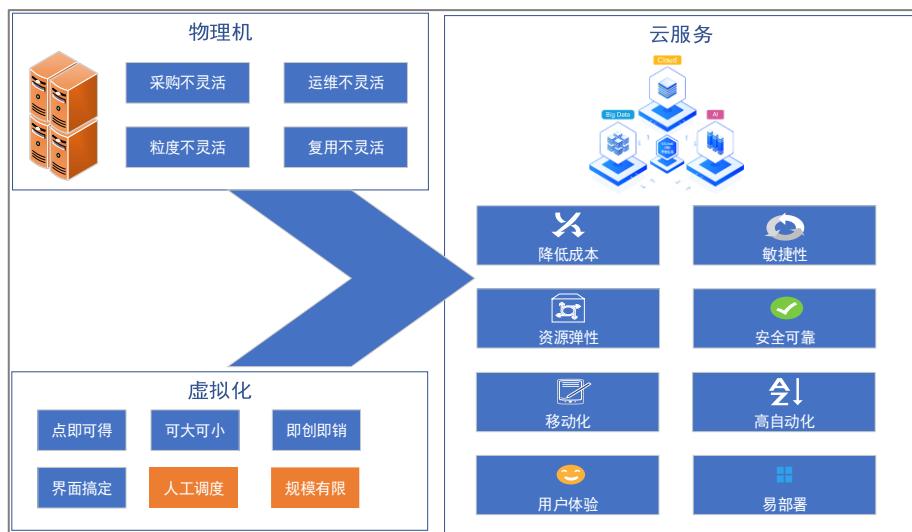 物理机
采购不灵活
运维不灵活
粒度不灵活
复用不灵活
虚拟化
点即可得
可大可小
即创即销
界面搞定
人工调度
规模有限
云服务
Cloud
Big Data
AI
降低成本
敏捷性
资源弹性
安全可靠
移动化
高自动化
用户体验
易部署